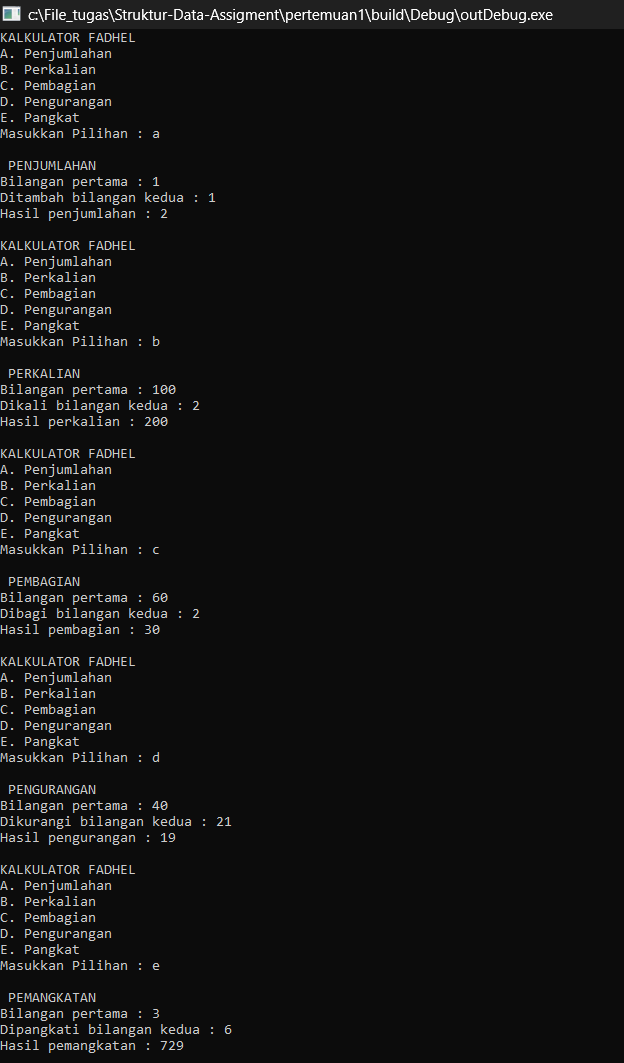 c:\File_tugas\Struktur-Data-Assigment\pertemuan1\build\Debug\outDebug.exe
KALKULATOR FADHEL
A. Penjumlahan
B. Perkalian
C. Pembagian
D. Pengurangan
E. Pangkat
Masukkan Pilihan : a
PENJUMLAHAN
Bilangan pertama : 1
Ditambah bilangan kedua : 1
Hasil penjumlahan : 2
KALKULATOR FADHEL
A. Penjumlahan
B. Perkalian
C. Pembagian
D. Pengurangan
E. Pangkat
Masukkan Pilihan : b
PERKALIAN
Bilangan pertama : 100
Dikali bilangan kedua : 2
Hasil perkalian : 200
KALKULATOR FADHEL
A. Penjumlahan
B. Perkalian
C. Pembagian
D. Pengurangan
E. Pangkat
Masukkan Pilihan : c
PEMBAGIAN
Bilangan pertama : 60
Dibagi bilangan kedua : 2
Hasil pembagian : 30
KALKULATOR FADHEL
A. Penjumlahan
B. Perkalian
C. Pembagian
D. Pengurangan
E. Pangkat
Masukkan Pilihan : d
PENGURANGAN
Bilangan pertama : 40
Dikurangi bilangan kedua : 21
Hasil pengurangan : 19
KALKULATOR FADHEL
A. Penjumlahan
B. Perkalian
C. Pembagian
D. Pengurangan
E. Pangkat
Masukkan Pilihan : e
PEMANGKATAN
Bilangan pertama : 3
Dipangkati bilangan kedua : 6
Hasil pemangkatan : 729